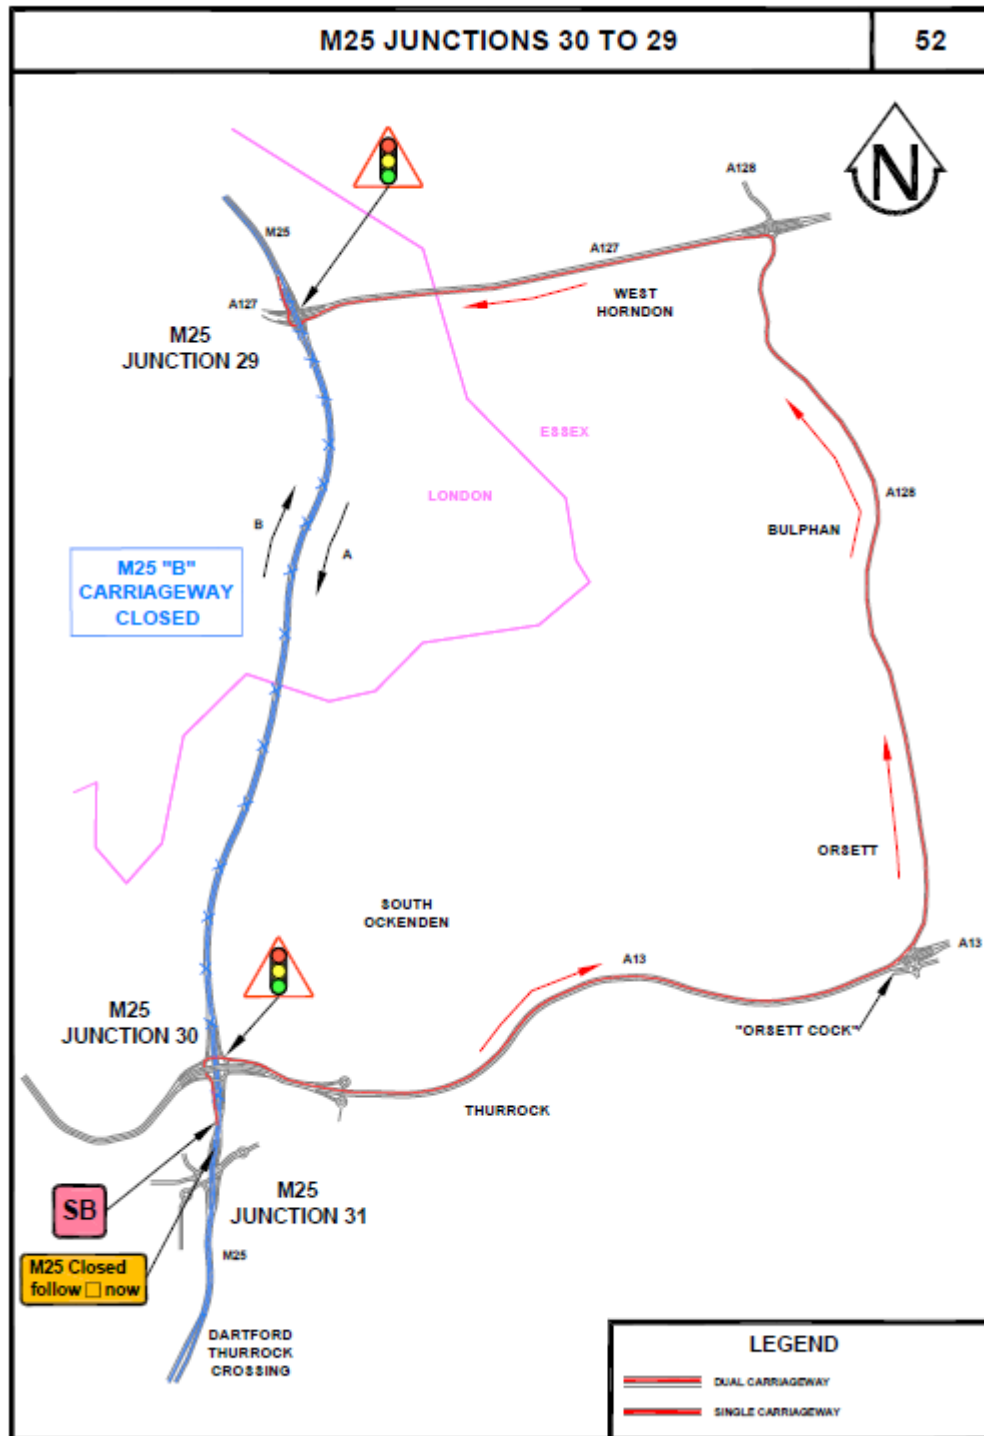 M25 JUNCTIONS 30 TO 29
52
A128
N
M25
A127
A127
WEST
HORNDON
M25
JUNCTION 29
ESSEX
LONDON
A128
B
A
BULPHAN
M25 "B"
CARRIAGEWAY
CLOSED
ORSETT
SOUTH
OCKENDEN
A13
A13
M25
JUNCTION 30
"ORSETT COCK"
THURROCK
SB
M25
JUNCTION 31
M25
M25 Closed
follow □ now
DARTFORD
THURROCK
CROSSING
LEGEND
DUAL CARRIAGEWAY
SINGLE CARRIAGEWAY